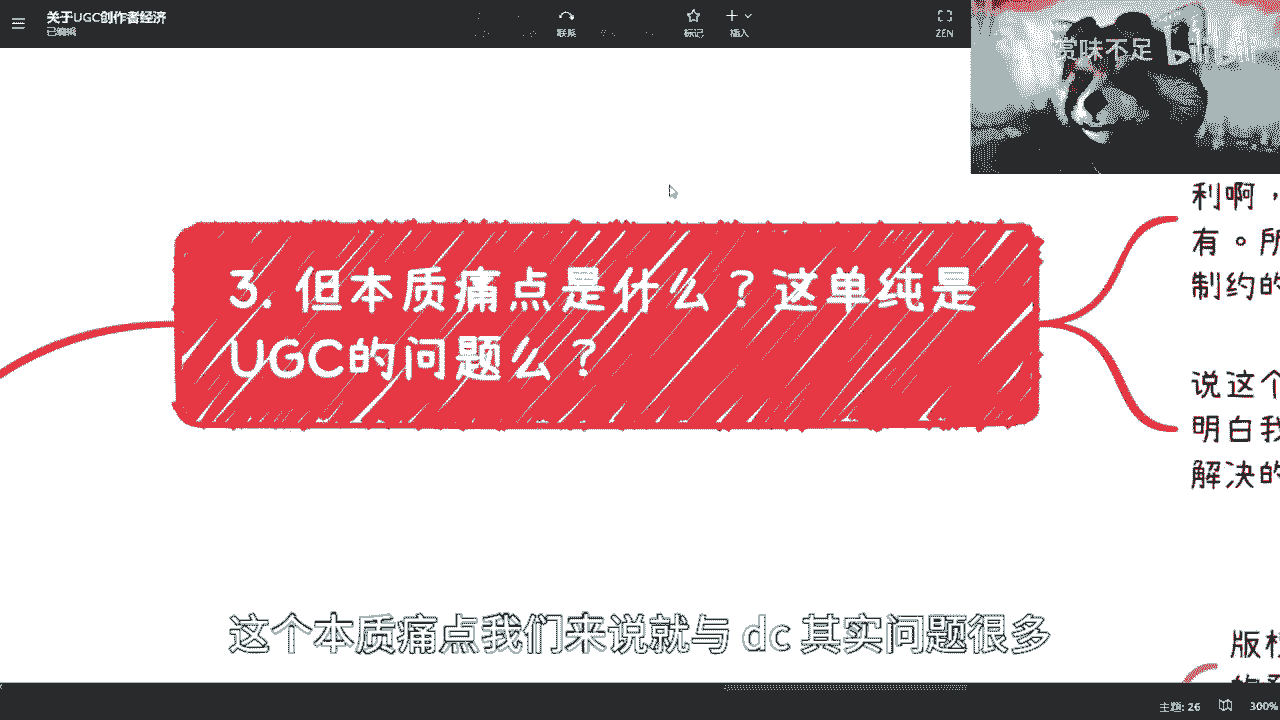 关于UGC创作者经济
已编辑
联系
标记
插入
ZEN
赏味不足
bilibili
利啊，
有。所
制约的
3. 但本质痛点是什么？这单纯是
UGC的问题么？
说这个
明白我
解决的
这个本质痛点我们来说就与 dc 其实问题很多
版权
主题: 26
300%